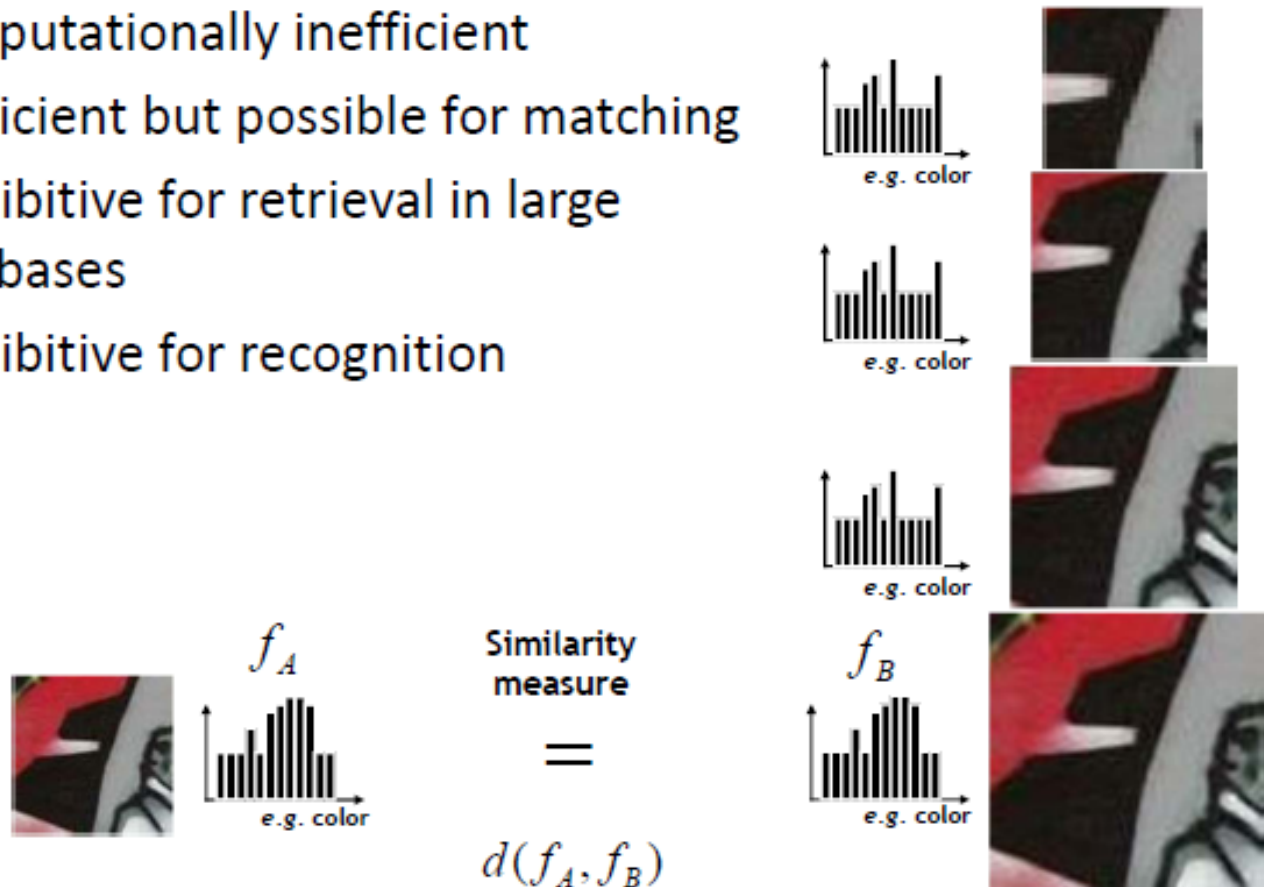 putationally inefficient
icient but possible for matching
ibitive for retrieval in large
bases
ibitive for recognition
e.g. color
e.g. color
e.g. color
f_A
Similarity
measure
f_B
=
e.g. color
e.g. color
d(f_A, f_B)